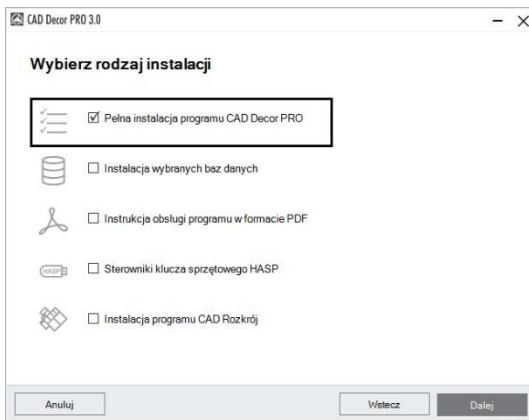 CAD Decor PRO 3.0
Wybierz rodzaj instalacji
Pełna instalacja programu CAD Decor PRO
Instalacja wybranych baz danych
Instrukcja obsługi programu w formacie PDF
HASP
Sterowniki klucza sprzętowego HASP
Instalacja programu CAD Rozkrój
Anuluj
Wstecz
Dalej